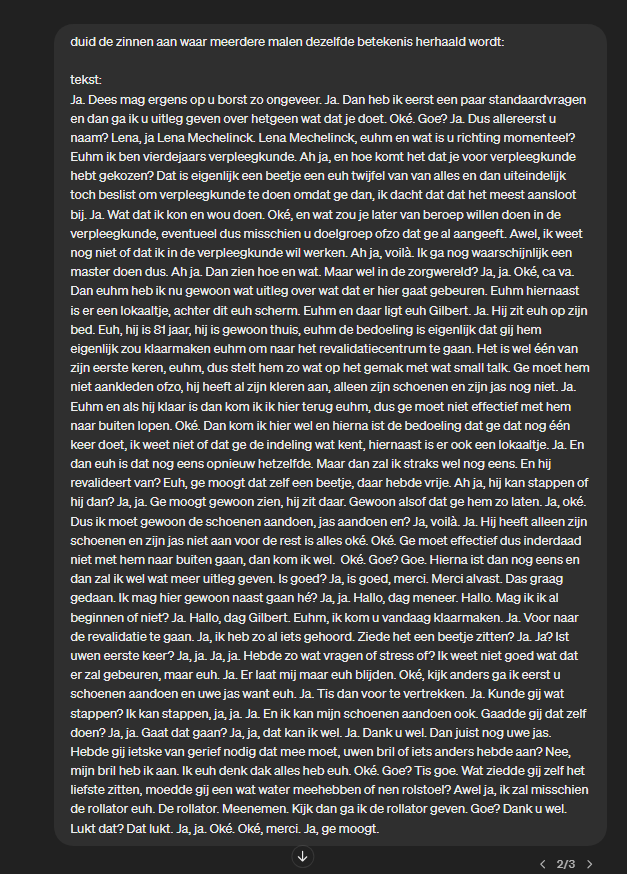 duid de zinnen aan waar meerdere malen dezelfde betekenis herhaald wordt:
tekst:
Ja. Dees mag ergens op u borst zo ongeveer. Ja. Dan heb ik eerst een paar standaardvragen
en dan ga ik u uitleg geven over hetgeen wat dat je doet. Oké. Goe? Ja. Dus allereerst u
naam? Lena, ja Lena Mechelinck. Lena Mechelinck, euhm en wat is u richting momenteel?
Euhm ik ben vierdejaars verpleegkunde. Ah ja, en hoe komt het dat je voor verpleegkunde
hebt gekozen? Dat is eigenlijk een beetje een euh twijfel van van alles en dan uiteindelijk
toch beslist om verpleegkunde te doen omdat ge dan, ik dacht dat dat het meest aansloot
bij. Ja. Wat dat ik kon en wou doen. Oké, en wat zou je later van beroep willen doen in de
verpleegkunde, eventueel dus misschien u doelgroep ofzo dat ge al aangeeft. Awel, ik weet
nog niet of dat ik in de verpleegkunde wil werken. Ah ja, voilà. Ik ga nog waarschijnlijk een
master doen dus. Ah ja. Dan zien hoe en wat. Maar wel in de zorgwereld? Ja, ja. Oké, ca va.
Dan euhm heb ik nu gewoon wat uitleg over wat dat er hier gaat gebeuren. Euhm hiernaast
is er een lokaaltje, achter dit euh scherm. Euhm en daar ligt euh Gilbert. Ja. Hij zit euh op zijn
bed. Euh, hij is 81 jaar, hij is gewoon thuis, euhm de bedoeling is eigenlijk dat gij hem
eigenlijk zou klaarmaken euhm om naar het revalidatiecentrum te gaan. Het is wel één van
zijn eerste keren, euhm, dus stelt hem zo wat op het gemak met wat small talk. Ge moet hem
niet aankleden ofzo, hij heeft al zijn kleren aan, alleen zijn schoenen en zijn jas nog niet. Ja.
Euhm en als hij klaar is dan kom ik ik hier terug euhm, dus ge moet niet effectief met hem
naar buiten lopen. Oké. Dan kom ik hier wel en hierna is de bedoeling dat ge dat nog één
keer doet, ik weet niet of dat ge de indeling wat kent, hiernaast is er ook een lokaaltje. Ja. En
dan euh is dat nog eens opnieuw hetzelfde. Maar dan zal ik straks wel nog eens. En hij
revalideert van? Euh, ge moogt dat zelf een beetje, daar hebde vrije. Ah ja, hij kan stappen of
hij dan? Ja, ja. Ge moogt gewoon zien, hij zit daar. Gewoon alsof dat ge hem zo laten. Ja, oké.
Dus ik moet gewoon de schoenen aandoen, jas aandoen en? Ja, voilà. Ja. Hij heeft alleen zijn
schoenen en zijn jas niet aan voor de rest is alles oké. Oké. Ge moet effectief dus inderdaad
niet met hem naar buiten gaan, dan kom ik wel.  Oké. Goe? Goe. Hierna ist dan nog eens en
dan zal ik wel wat meer uitleg geven. Is goed? Ja, is goed, merci. Merci alvast. Das graag
gedaan. Ik mag hier gewoon naast gaan hé? Ja, ja. Hallo, dag meneer. Hallo. Mag ik ik al
beginnen of niet? Ja. Hallo, dag Gilbert. Euhm, ik kom u vandaag klaarmaken. Ja. Voor naar
de revalidatie te gaan. Ja, ik heb zo al iets gehoord. Ziede het een beetje zitten? Ja. Ja? Ist
uwen eerste keer? Ja, ja. Ja, ja. Hebde zo wat vragen of stress of? Ik weet niet goed wat dat
er zal gebeuren, maar euh. Ja. Er laat mij maar euh blijden. Oké, kijk anders ga ik eerst u
schoenen aandoen en uwe jas want euh. Ja. Tis dan voor te vertrekken. Ja. Kunde gij wat
stappen? Ik kan stappen, ja, ja. Ja. En ik kan mijn schoenen aandoen ook. Gaadde gij dat zelf
doen? Ja, ja. Gaat dat gaan? Ja, ja, dat kan ik wel. Ja. Dank u wel. Dan juist nog uwe jas.
Hebde gij ietske van gerief nodig dat mee moet, uwen bril of iets anders hebde aan? Nee,
mijn bril heb ik aan. Ik euh denk dak alles heb euh. Oké. Goe? Tis goe. Wat ziedde gij zelf het
liefste zitten, moedde gij een wat water meehebben of nen rolstoel? Awel ja, ik zal misschien
de rollator euh. De rollator. Meenemen. Kijk dan ga ik de rollator geven. Goe? Dank u wel.
Lukt dat? Dat lukt. Ja, ja. Oké. Oké, merci. Ja, ge moogt.
2/3